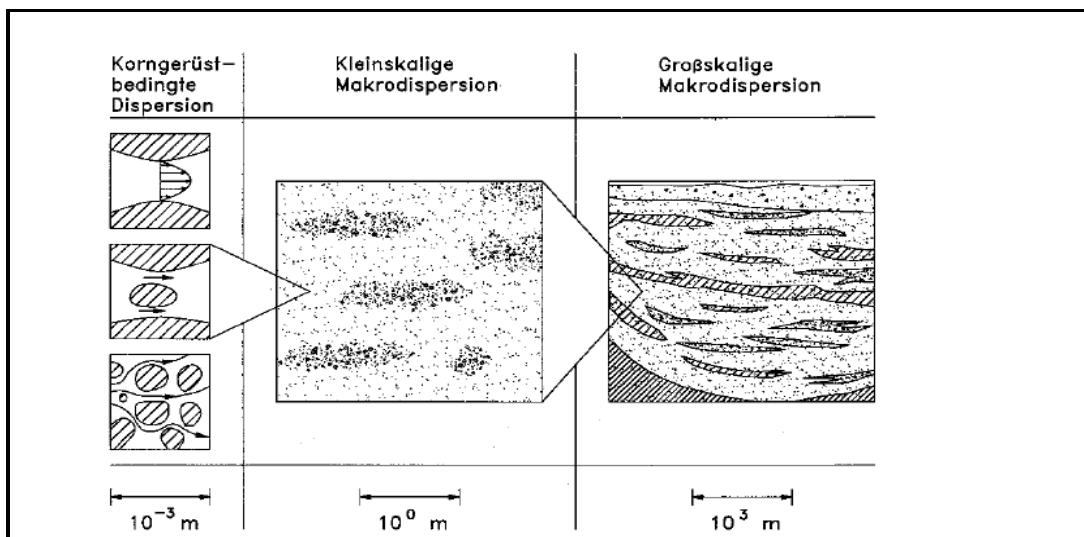 Korngerüst-
bedingte
Dispersion
Kleinskalige
Makrodispersion
Großskalige
Makrodispersion
10⁻³ m
10⁰ m
10³ m